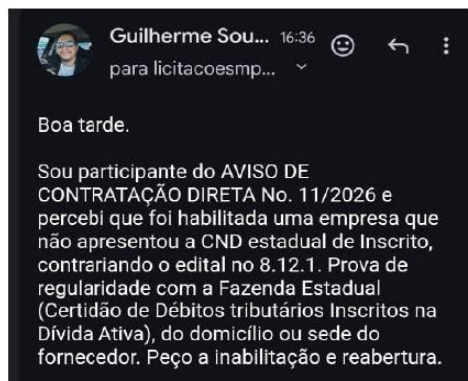 Guilherme Sou... 16:36
para licitacoesmp...
Boa tarde.
Sou participante do AVISO DE
CONTRATAÇÃO DIRETA No. 11/2026 e
percebi que foi habilitada uma empresa que
não apresentou a CND estadual de Inscrito,
contrariando o edital no 8.12.1. Prova de
regularidade com a Fazenda Estadual
(Certidão de Débitos tributários Inscritos na
Dívida Ativa), do domicílio ou sede do
fornecedor. Peço a inabilitação e reabertura.